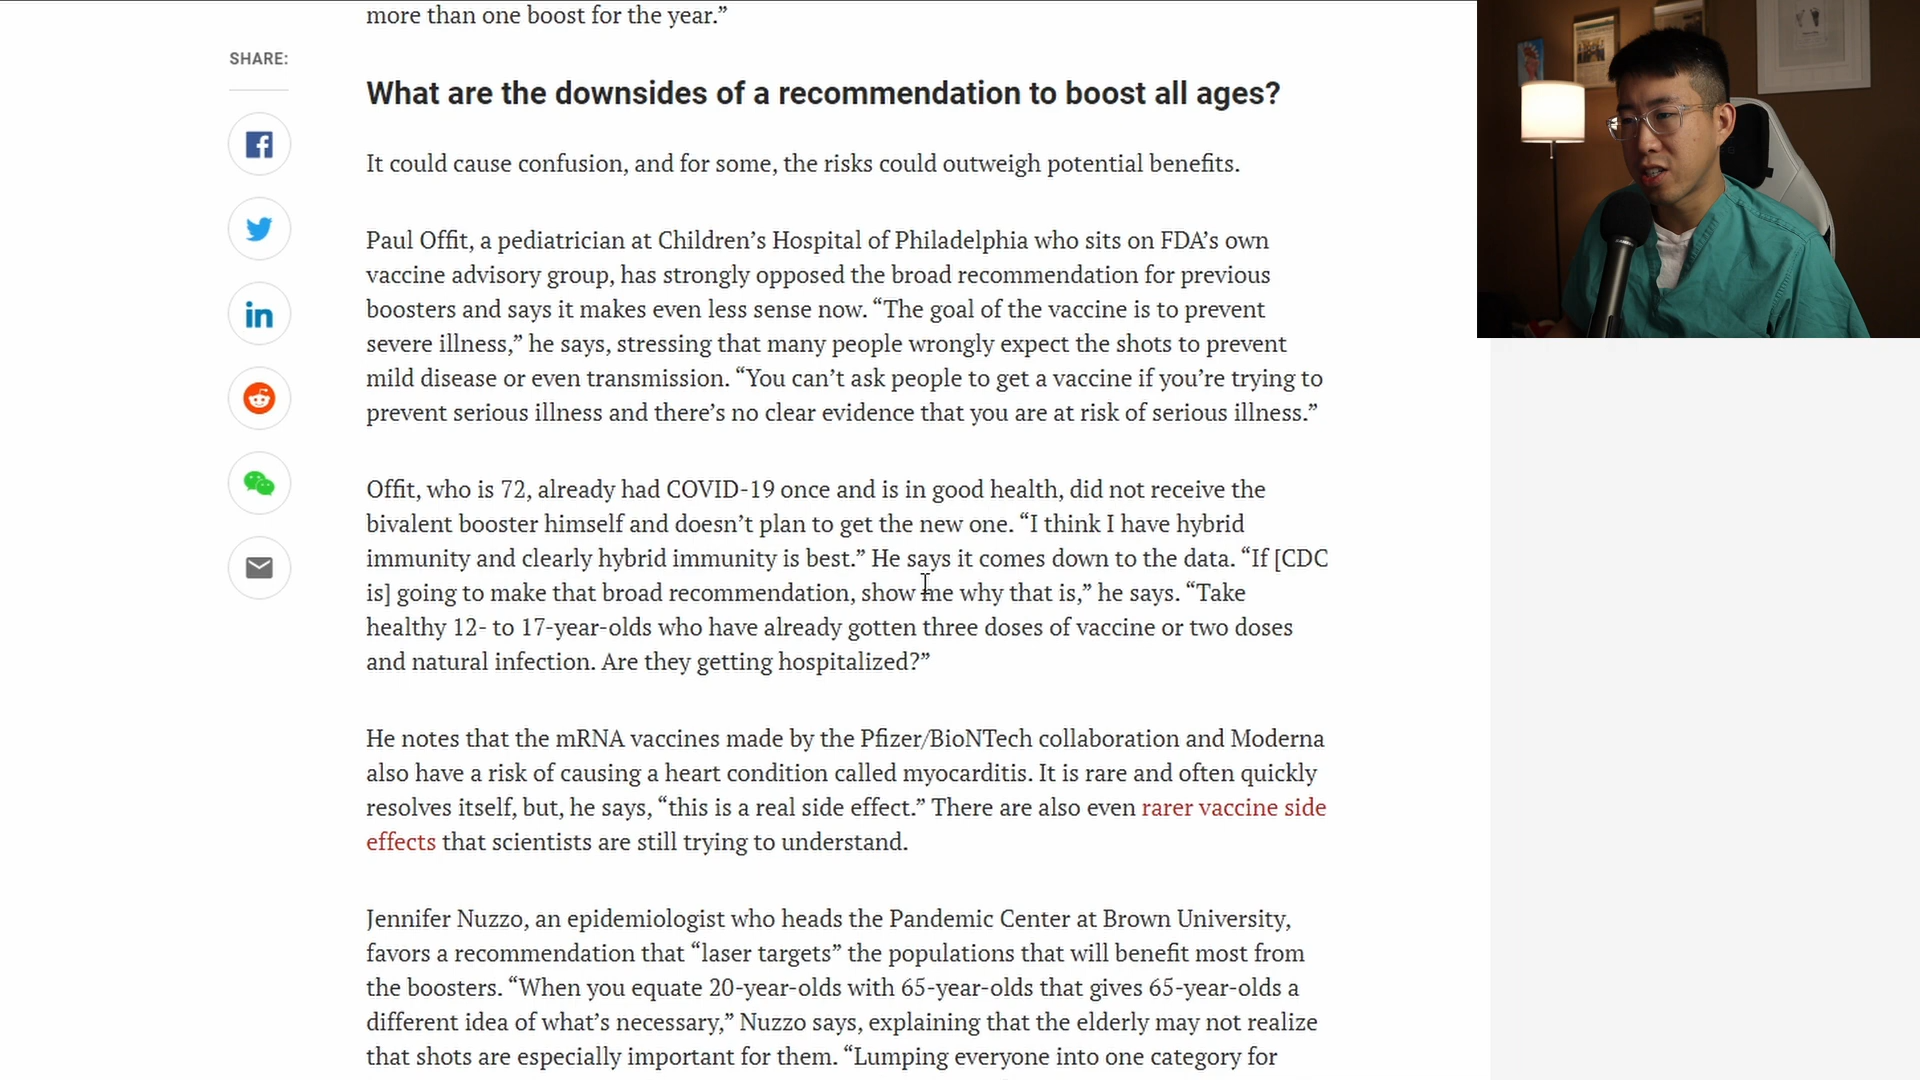 more than one boost for the year.”
SHARE:
What are the downsides of a recommendation to boost all ages?
It could cause confusion, and for some, the risks could outweigh potential benefits.
Paul Offit, a pediatrician at Children’s Hospital of Philadelphia who sits on FDA’s own
vaccine advisory group, has strongly opposed the broad recommendation for previous
boosters and says it makes even less sense now. “The goal of the vaccine is to prevent
severe illness,” he says, stressing that many people wrongly expect the shots to prevent
mild disease or even transmission. “You can’t ask people to get a vaccine if you’re trying to
prevent serious illness and there’s no clear evidence that you are at risk of serious illness.”
Offit, who is 72, already had COVID-19 once and is in good health, did not receive the
bivalent booster himself and doesn’t plan to get the new one. “I think I have hybrid
immunity and clearly hybrid immunity is best.” He says it comes down to the data. “If [CDC
is] going to make that broad recommendation, show me why that is,” he says. “Take
healthy 12- to 17-year-olds who have already gotten three doses of vaccine or two doses
and natural infection. Are they getting hospitalized?”
He notes that the mRNA vaccines made by the Pfizer/BioNTech collaboration and Moderna
also have a risk of causing a heart condition called myocarditis. It is rare and often quickly
resolves itself, but, he says, “this is a real side effect.” There are also even rarer vaccine side
effects that scientists are still trying to understand.
Jennifer Nuzzo, an epidemiologist who heads the Pandemic Center at Brown University,
favors a recommendation that “laser targets” the populations that will benefit most from
the boosters. “When you equate 20-year-olds with 65-year-olds that gives 65-year-olds a
different idea of what’s necessary,” Nuzzo says, explaining that the elderly may not realize
that shots are especially important for them. “Lumping everyone into one category for